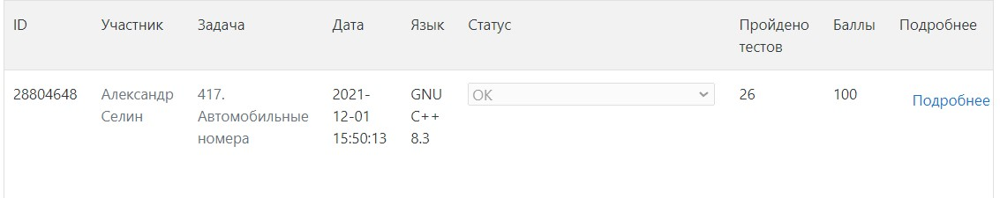 ID Участник Задача Дата Язык Статус Пройдено тестов Баллы Подробнее
28804648 Александр Селин 417. Автомобильные номера 2021-12-01 15:50:13 GNU C++ 8.3 OK 26 100 Подробнее